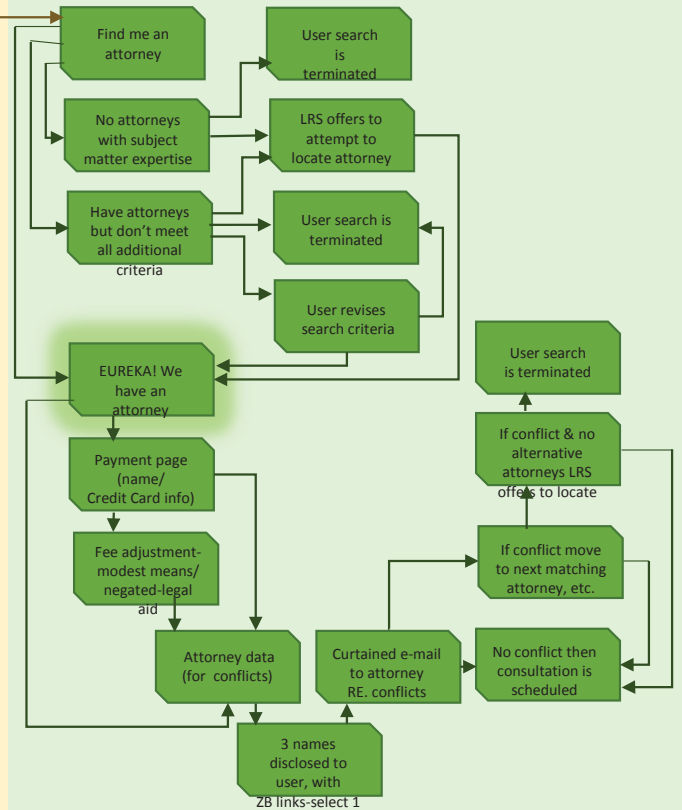 Find me an
attorney
User search
is
terminated
No attorneys
with subject
matter expertise
LRS offers to
attempt to
locate attorney
Have attorneys
but don't meet
all additional
criteria
User search is
terminated
User revises
search criteria
EUREKA! We
have an
attorney
User search
is terminated
Payment page
(name/
Credit Card info)
If conflict & no
alternative
attorneys LRS
offers to locate
Fee adjustment-
modest means/
negated-legal
aid
If conflict move
to next matching
attorney, etc.
Attorney data
(for conflicts)
Curtained e-mail
to attorney
RE. conflicts
No conflict then
consultation is
scheduled
3 names
disclosed to
user, with
ZB links-select 1